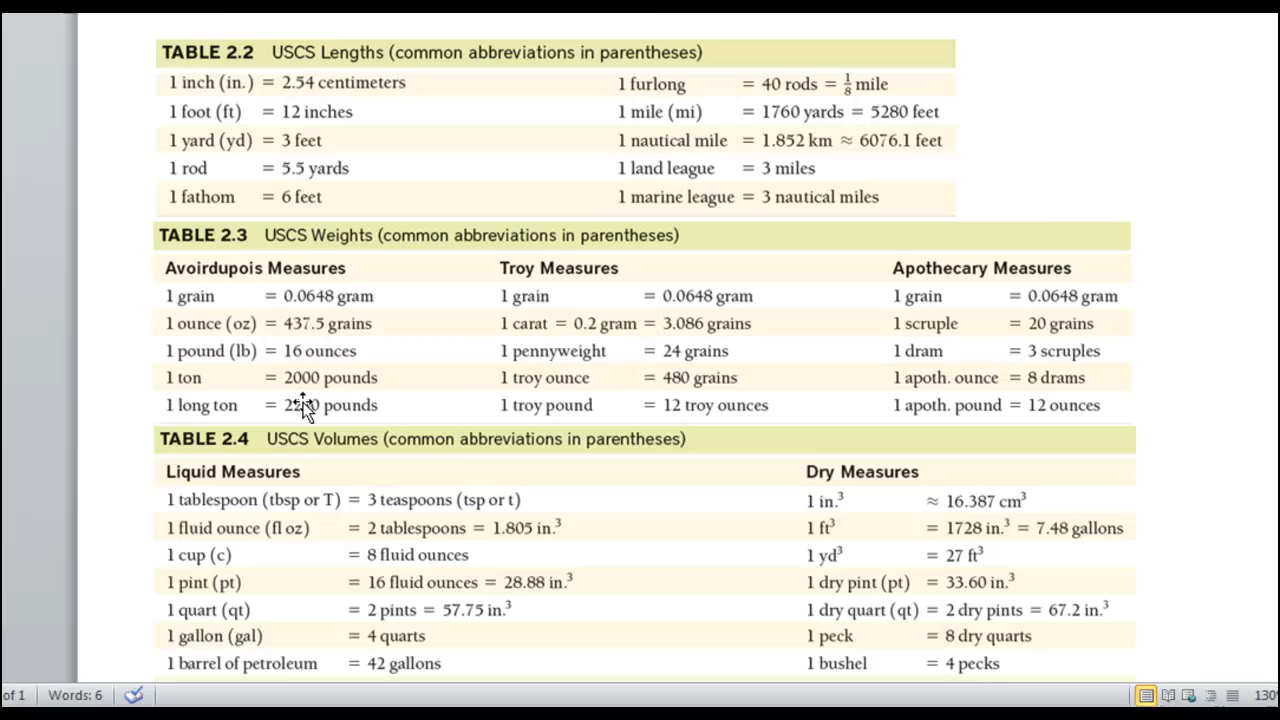 TABLE 2.2 USCS Lengths (common abbreviations in parentheses)
1 inch (in.) = 2.54 centimeters 1 furlong = 40 rods = 1/8 mile
1 foot (ft) = 12 inches 1 mile (mi) = 1760 yards = 5280 feet
1 yard (yd) = 3 feet 1 nautical mile = 1.852 km ≈ 6076.1 feet
1 rod = 5.5 yards 1 land league = 3 miles
1 fathom = 6 feet 1 marine league = 3 nautical miles
TABLE 2.3 USCS Weights (common abbreviations in parentheses)
Avoirdupois Measures Troy Measures Apothecary Measures
1 grain = 0.0648 gram 1 grain = 0.0648 gram 1 grain = 0.0648 gram
1 ounce (oz) = 437.5 grains 1 carat = 0.2 gram = 3.086 grains 1 scruple = 20 grains
1 pound (lb) = 16 ounces 1 pennyweight = 24 grains 1 dram = 3 scruples
1 ton = 2000 pounds 1 troy ounce = 480 grains 1 apoth. ounce = 8 drams
1 long ton = pounds 1 troy pound = 12 troy ounces 1 apoth. pound = 12 ounces
TABLE 2.4 USCS Volumes (common abbreviations in parentheses)
Liquid Measures Dry Measures
1 tablespoon (tbsp or T) = 3 teaspoons (tsp or t) 1 in.³ ≈ 16.387 cm³
1 fluid ounce (fl oz) = 2 tablespoons = 1.805 in.³ 1 ft³ = 1728 in.³ = 7.48 gallons
1 cup (c) = 8 fluid ounces 1 yd³ = 27 ft³
1 pint (pt) = 16 fluid ounces = 28.88 in.³ 1 dry pint (pt) = 33.60 in.³
1 quart (qt) = 2 pints = 57.75 in.³ 1 dry quart (qt) = 2 dry pints = 67.2 in.³
1 gallon (gal) = 4 quarts 1 peck = 8 dry quarts
1 barrel of petroleum = 42 gallons 1 bushel = 4 pecks
of 1 Words: 6 130